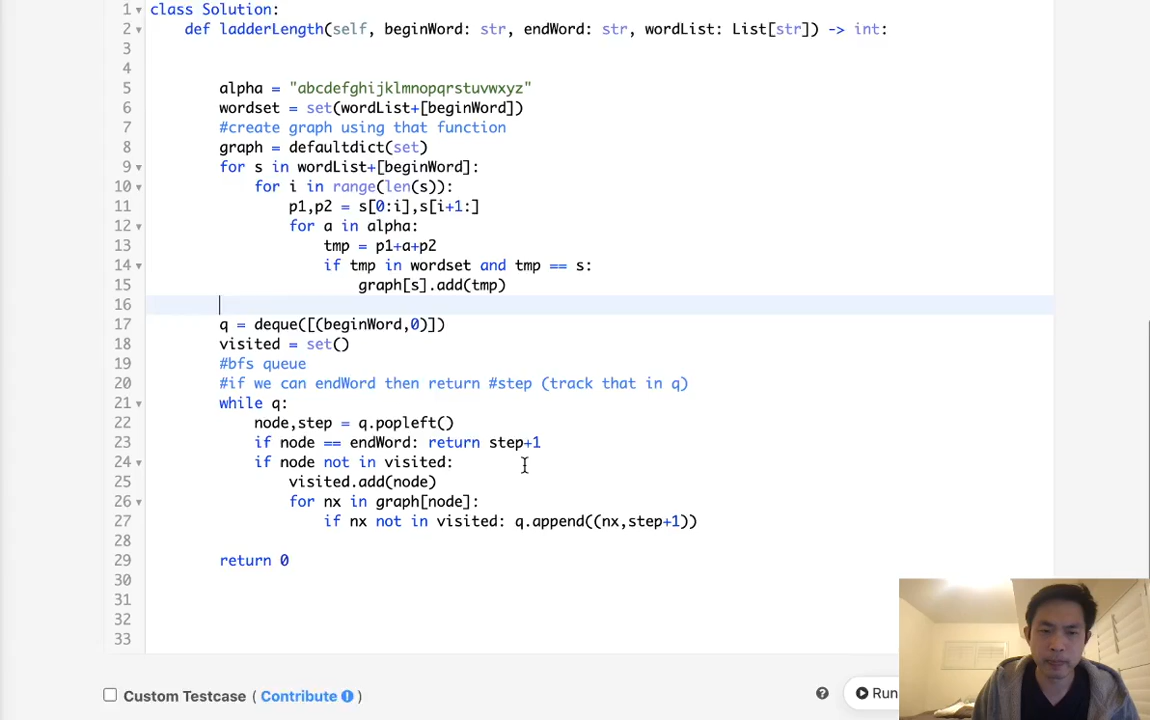 1 class Solution:
2 def ladderLength(self, beginWord: str, endWord: str, wordList: List[str]) -> int:
3
4
5 alpha = "abcdefghijklmnopqrstuvwxyz"
6 wordset = set(wordList+[beginWord])
7 #create graph using that function
8 graph = defaultdict(set)
9 for s in wordList+[beginWord]:
10 for i in range(len(s)):
11 p1,p2 = s[0:i],s[i+1:]
12 for a in alpha:
13 tmp = p1+a+p2
14 if tmp in wordset and tmp == s:
15 graph[s].add(tmp)
16
17 q = deque([(beginWord,0)])
18 visited = set()
19 #bfs queue
20 #if we can endWord then return #step (track that in q)
21 while q:
22 node,step = q.popleft()
23 if node == endWord: return step+1
24 if node not in visited:
25 visited.add(node)
26 for nx in graph[node]:
27 if nx not in visited: q.append((nx,step+1))
28
29 return 0
30
31
32
33
Custom Testcase ( Contribute ! ) ? Run